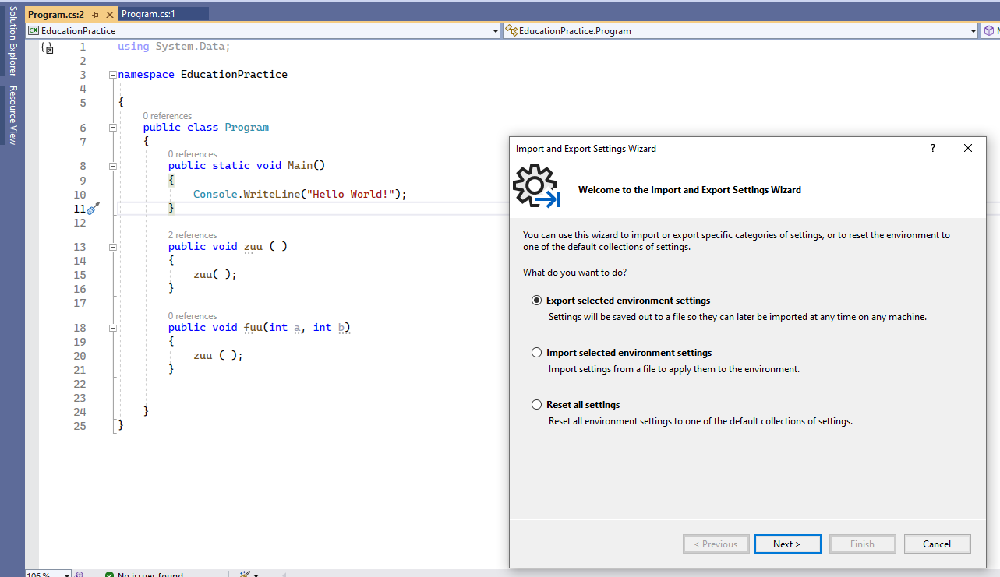 Solution Explorer
Resource View
Program.cs:2
Program.cs:1
C# EducationPractice
EducationPractice.Program
1 using System.Data;
2
3 namespace EducationPractice
4
5 {
0 references
6 public class Program
7 {
0 references
8 public static void Main()
9 {
10 Console.WriteLine("Hello World!");
11 }
12
2 references
13 public void zuu ( )
14 {
15 zuu( );
16 }
17
0 references
18 public void fuu(int a, int b)
19 {
20 zuu ( );
21 }
22
23
24 }
25 }
106 %
No issues found
Import and Export Settings Wizard
?
Welcome to the Import and Export Settings Wizard
You can use this wizard to import or export specific categories of settings, or to reset the environment to
one of the default collections of settings.
What do you want to do?
Export selected environment settings
Settings will be saved out to a file so they can later be imported at any time on any machine.
Import selected environment settings
Import settings from a file to apply them to the environment.
Reset all settings
Reset all environment settings to one of the default collections of settings.
< Previous
Next >
Finish
Cancel